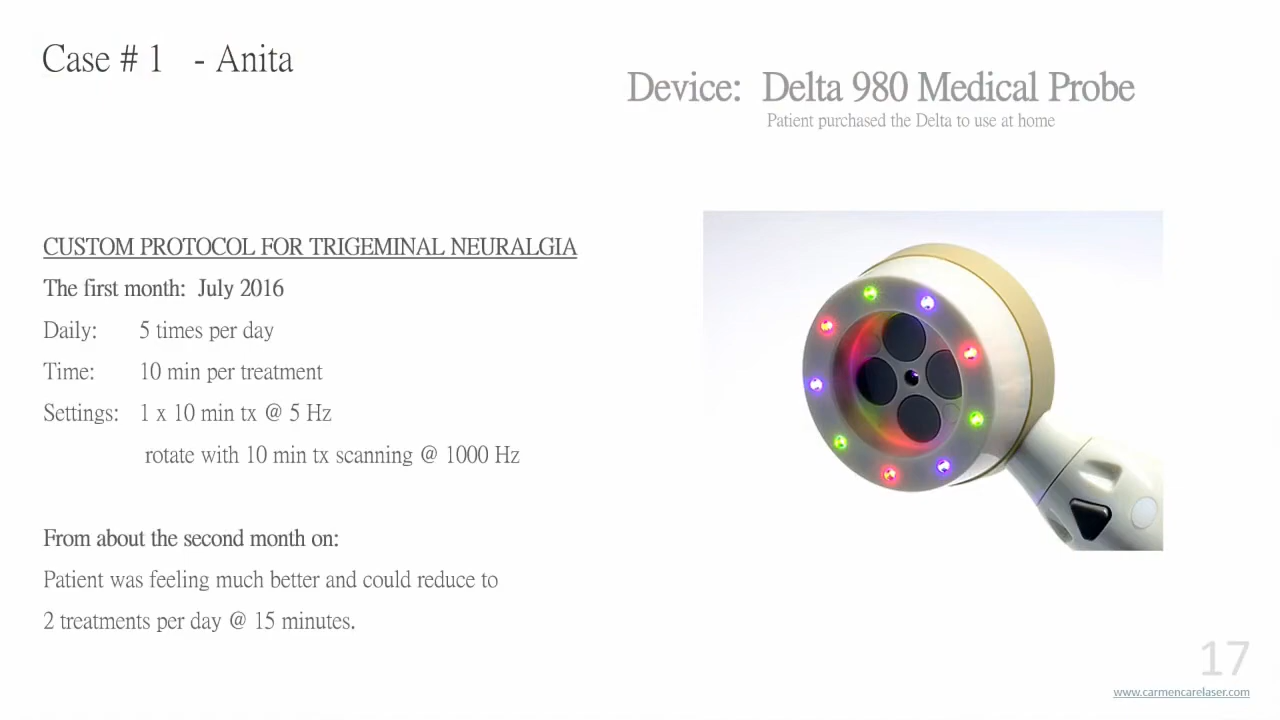 Case # 1 - Anita
Device: Delta 980 Medical Probe
Patient purchased the Delta to use at home
CUSTOM PROTOCOL FOR TRIGEMINAL NEURALGIA
The first month: July 2016
Daily: 5 times per day
Time: 10 min per treatment
Settings: 1 x 10 min tx @ 5 Hz
rotate with 10 min tx scanning @ 1000 Hz
From about the second month on:
Patient was feeling much better and could reduce to
2 treatments per day @ 15 minutes.
17
www.carmencarelaser.com